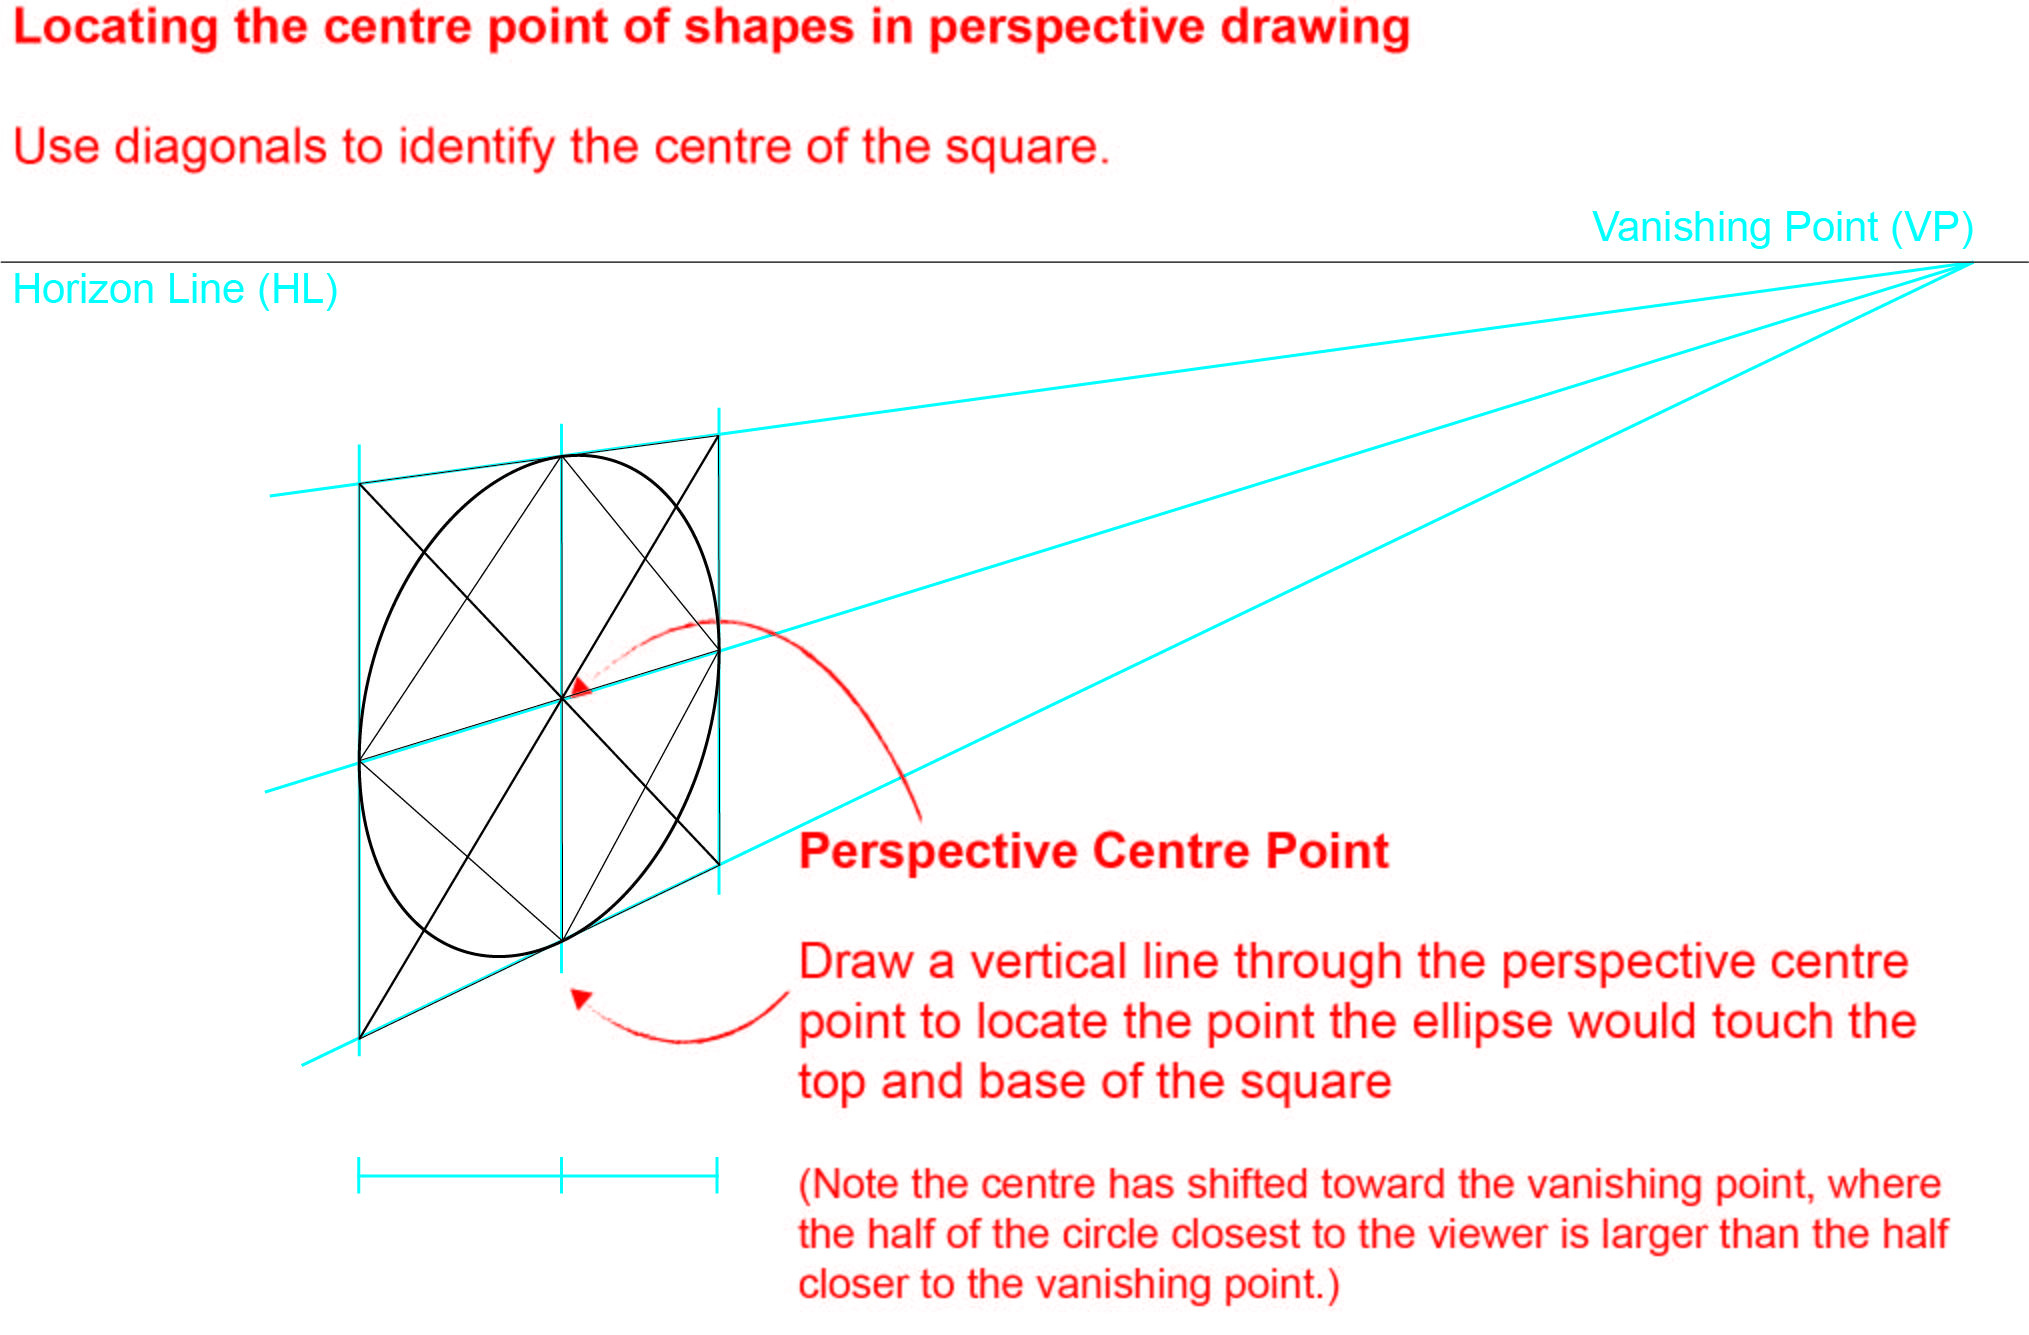 Locating the centre point of shapes in perspective drawing
Use diagonals to identify the centre of the square.
Vanishing Point (VP)
Horizon Line (HL)
Perspective Centre Point
Draw a vertical line through the perspective centre
point to locate the point the ellipse would touch the
top and base of the square
(Note the centre has shifted toward the vanishing point, where
the half of the circle closest to the viewer is larger than the half
closer to the vanishing point.)